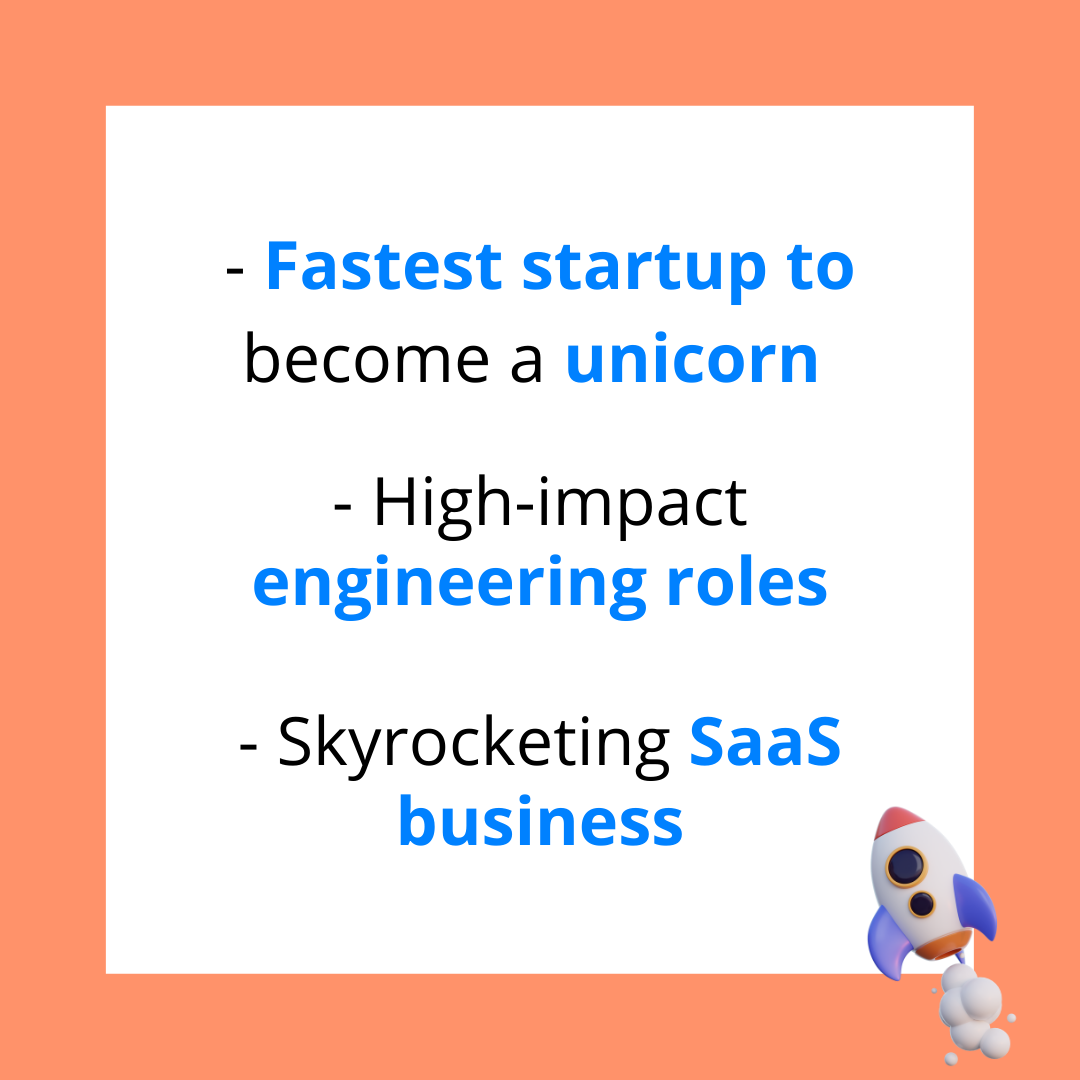 - Fastest startup to
become a unicorn
- High-impact
engineering roles
- Skyrocketing SaaS
business